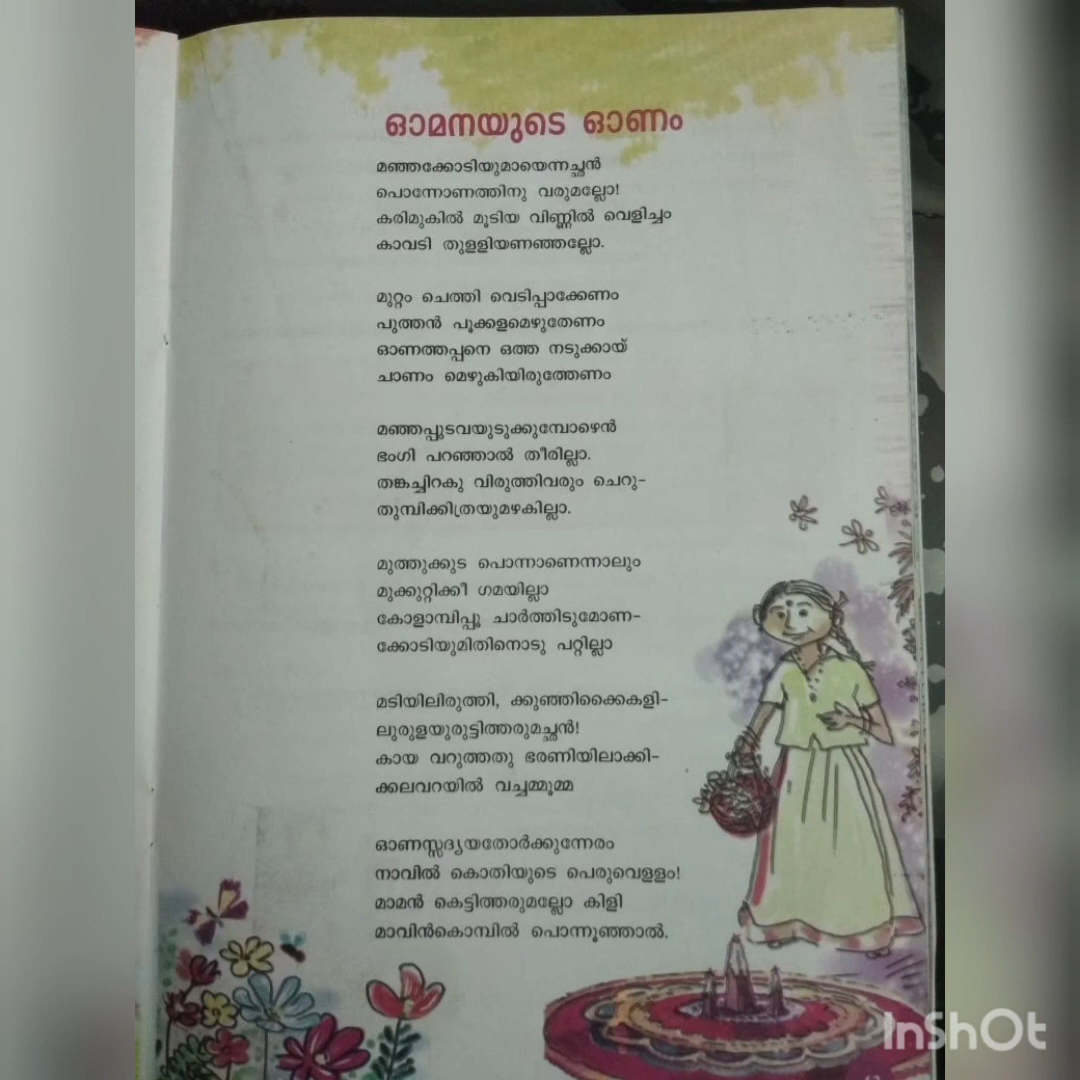 ഓമനയുടെ ഓണം
മഞ്ഞക്കോടിയുമായെന്നച്ഛൻ
പൊന്നോണത്തിനു വരുമല്ലോ!
കരിമുകിൽ മൂടിയ വിണ്ണിൽ വെളിച്ചം
കാവടി തുളളിയണഞ്ഞല്ലോ.
മുറ്റം ചെത്തി വെടിപ്പാക്കേണം
പുത്തൻ പൂക്കളമെഴുതേണം
ഓണത്തപ്പനെ ഒത്ത നടുക്കായ്
ചാണം മെഴുകിയിരുത്തേണം
മഞ്ഞപ്പുടവയുടുക്കുമ്പോഴെൻ
ഭംഗി പറഞ്ഞാൽ തീരില്ലാ.
തങ്കച്ചിറകു വിരുത്തിവരും ചെറു-
തുമ്പിക്കിത്രയുമഴകില്ലാ.
മുത്തുക്കുട പൊന്നാണെന്നാലും
മുക്കുറ്റിക്കീ ഗമയില്ലാ
കോളാമ്പിപ്പൂ ചാർത്തിടുമോണ-
ക്കോടിയുമിതിനൊടു പറ്റില്ലാ
മടിയിലിരുത്തി, ക്കുഞ്ഞിക്കൈകളി-
ലുരുളയുരുട്ടിത്തരുമച്ഛൻ!
കായ വറുത്തതു ഭരണിയിലാക്കി-
ക്കലവറയിൽ വച്ചമ്മൂമ്മ
ഓണസ്സദ്യയതോർക്കുന്നേരം
നാവിൽ കൊതിയുടെ പെരുവെളളം!
മാമൻ കെട്ടിത്തരുമല്ലോ കിളി
മാവിൻകൊമ്പിൽ പൊന്നൂഞ്ഞാൽ.
InShOt